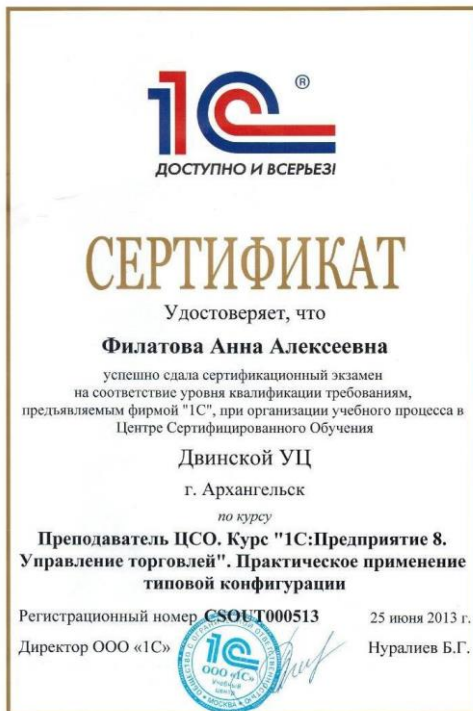 1С®
ДОСТУПНО И ВСЕРЬЕЗ!
СЕРТИФИКАТ
Удостоверяет, что
Филатова Анна Алексеевна
успешно сдала сертификационный экзамен
на соответствие уровня квалификации требованиям,
предъявляемым фирмой "1С", при организации учебного процесса в
Центре Сертифицированного Обучения
Двинской УЦ
г. Архангельск
по курсу
Преподаватель ЦСО. Курс "1С:Предприятие 8.
Управление торговлей". Практическое применение
типовой конфигурации
Регистрационный номер CSOUT000513 25 июня 2013 г.
Директор ООО «1С» Нуралиев Б.Г.
1С
ООО «1С»
Учебный
центр
МОСКВА